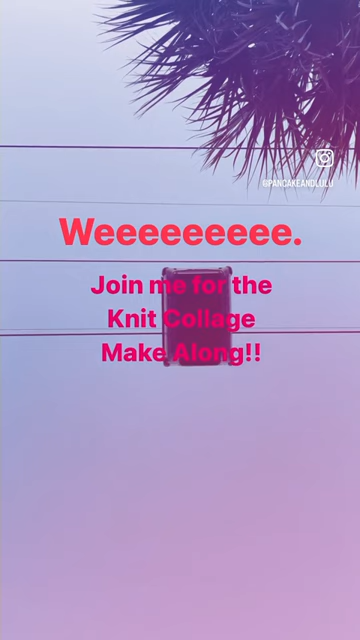 @PANCAKEANDLULU
Weeeeeeeee.
Join me for the
Knit Collage
Make Along!!